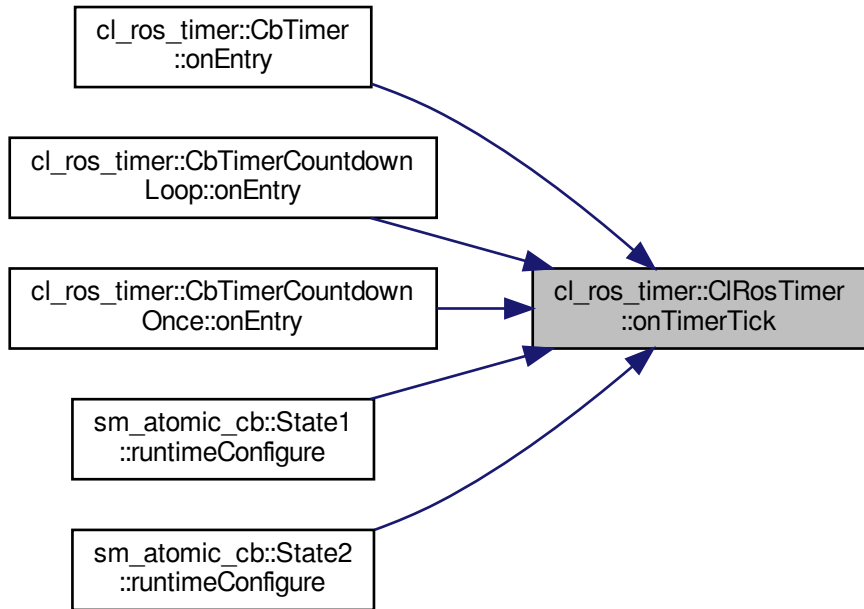 cl_ros_timer::CbTimer
::onEntry
cl_ros_timer::CbTimerCountdown
Loop::onEntry
cl_ros_timer::CbTimerCountdown
Once::onEntry
cl_ros_timer::ClRosTimer
::onTimerTick
sm_atomic_cb::State1
::runtimeConfigure
sm_atomic_cb::State2
::runtimeConfigure